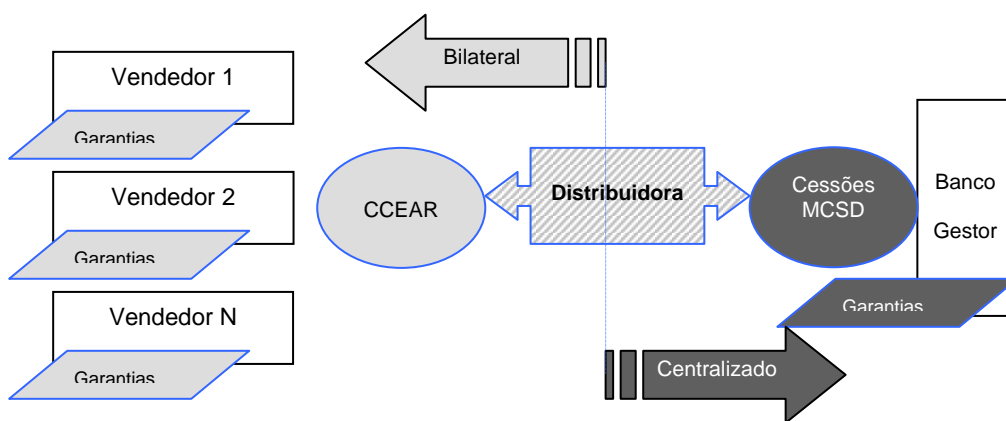 Bilateral
Vendedor 1
Garantias
Vendedor 2
Garantias
Vendedor N
Garantias
CCEAR
Distribuidora
Cessões
MCSD
Banco
Gestor
Garantias
Centralizado